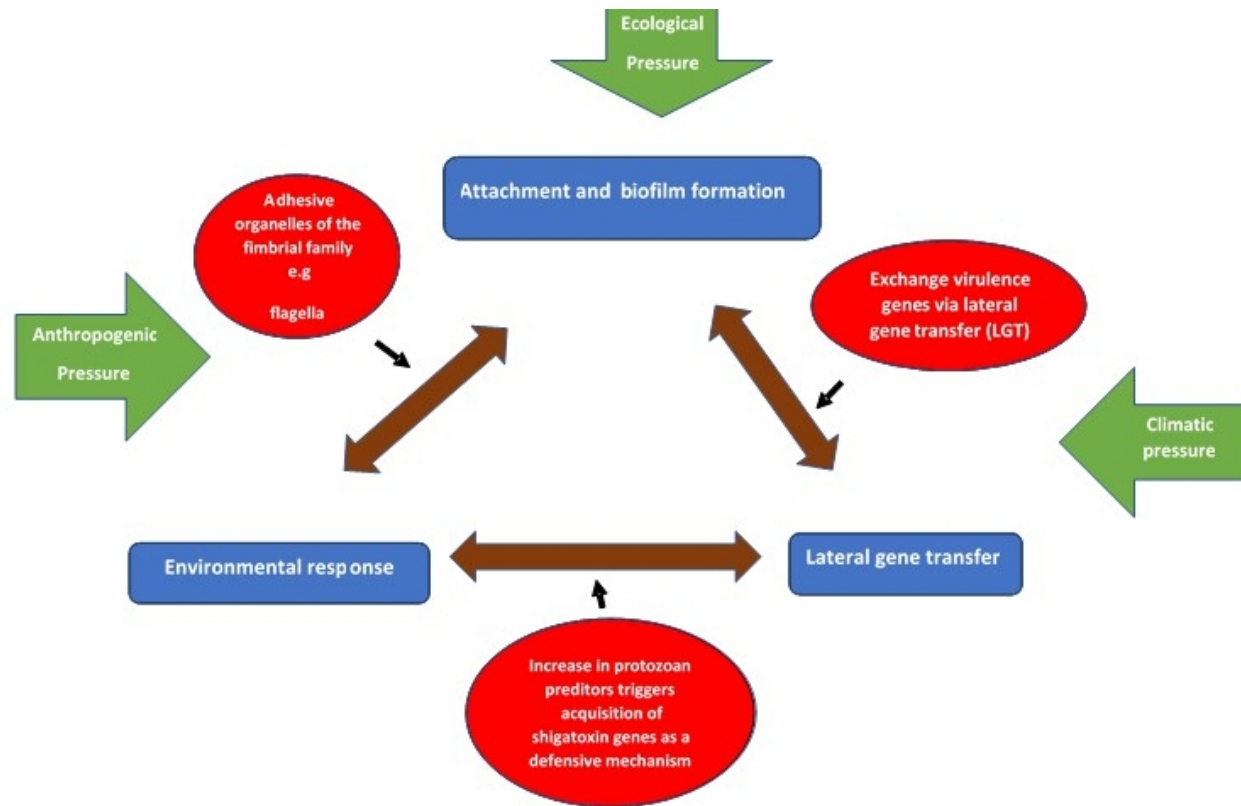 Ecological
Pressure
Attachment and biofilm formation
Adhesive
organelles of the
fimbrial family
e.g
flagella
Exchange virulence
genes via lateral
gene transfer (LGT)
Anthropogenic
Pressure
Climatic
pressure
Environmental response
Lateral gene transfer
Increase in protozoan
preditors triggers
acquisition of
shigatoxin genes as a
defensive mechanism